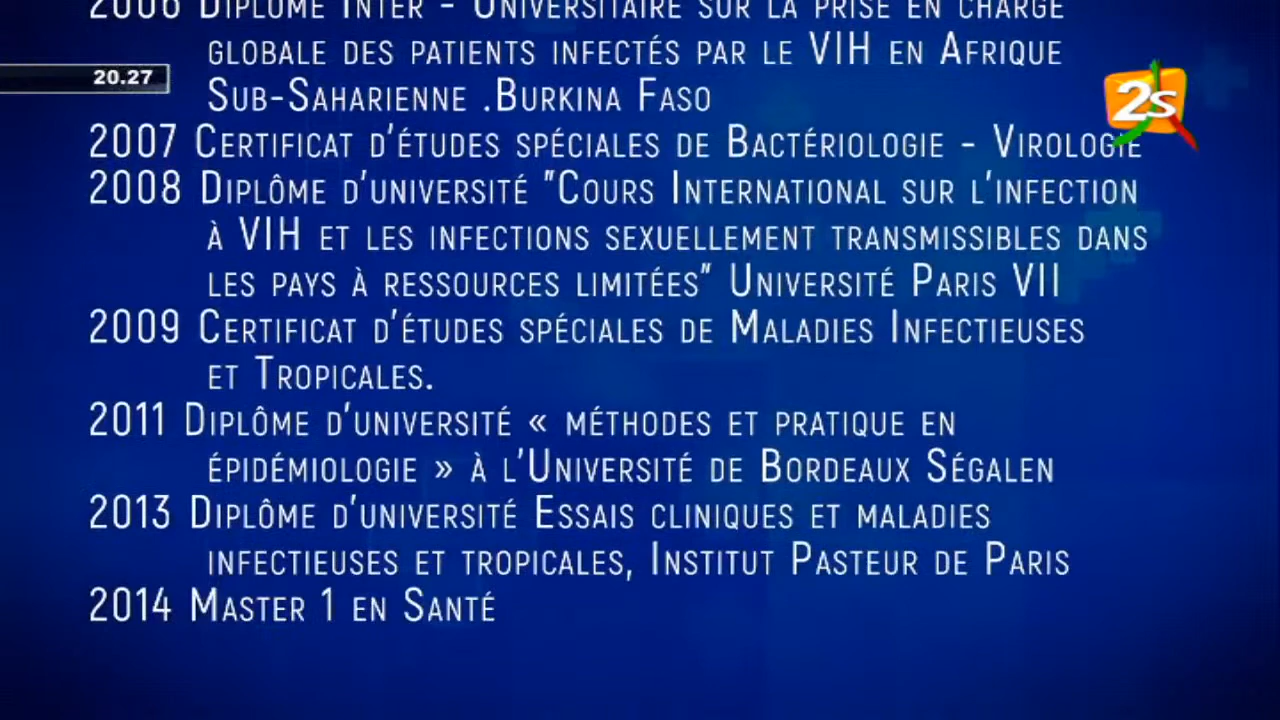 2006 Diplôme Inter - Universitaire sur la prise en charge
globale des patients infectés par le VIH en Afrique
20.27
Sub-Saharienne .Burkina Faso
2S
2007 Certificat d'études spéciales de Bactériologie - Virologie
2008 Diplôme d'université "Cours International sur l'infection
à VIH et les infections sexuellement transmissibles dans
les pays à ressources limitées" Université Paris VII
2009 Certificat d'études spéciales de Maladies Infectieuses
et Tropicales.
2011 Diplôme d'université « méthodes et pratique en
épidémiologie » à l'Université de Bordeaux Ségalen
2013 Diplôme d'université Essais cliniques et maladies
infectieuses et tropicales, Institut Pasteur de Paris
2014 Master 1 en Santé